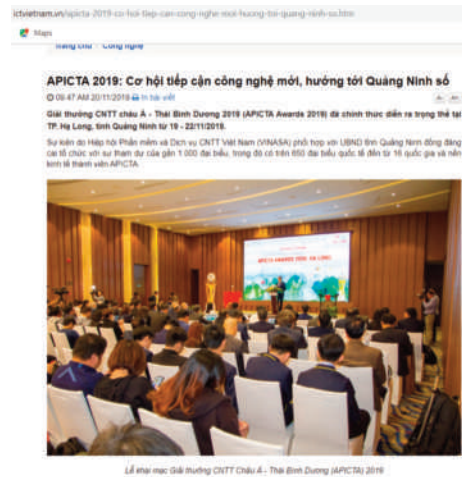 ictvietnam.vn/apicta-2019-co-hoi-tiep-can-cong-nghe-moi-huong-toi-quang-ninh-so.htm
Maps
Trang chủ Công nghệ
APICTA 2019: Cơ hội tiếp cận công nghệ mới, hướng tới Quảng Ninh số
08:47 AM 20/11/2019 In bài viết
A- A+
Giải thưởng CNTT châu Á - Thái Bình Dương 2019 (APICTA Awards 2019) đã chính thức diễn ra trọng thể tại
TP. Hạ Long, tỉnh Quảng Ninh từ 19 - 22/11/2019.
Sự kiện do Hiệp hội Phần mềm và Dịch vụ CNTT Việt Nam (VINASA) phối hợp với UBND tỉnh Quảng Ninh đồng đăng
cai tổ chức với sự tham dự của gần 1.000 đại biểu, trong đó có trên 650 đại biểu quốc tế đến từ 16 quốc gia và nền
kinh tế thành viên APICTA.
APICTA AWARDS 2019, HA LONG
Lễ khai mạc Giải thưởng CNTT Châu Á - Thái Bình Dương (APICTA) 2019